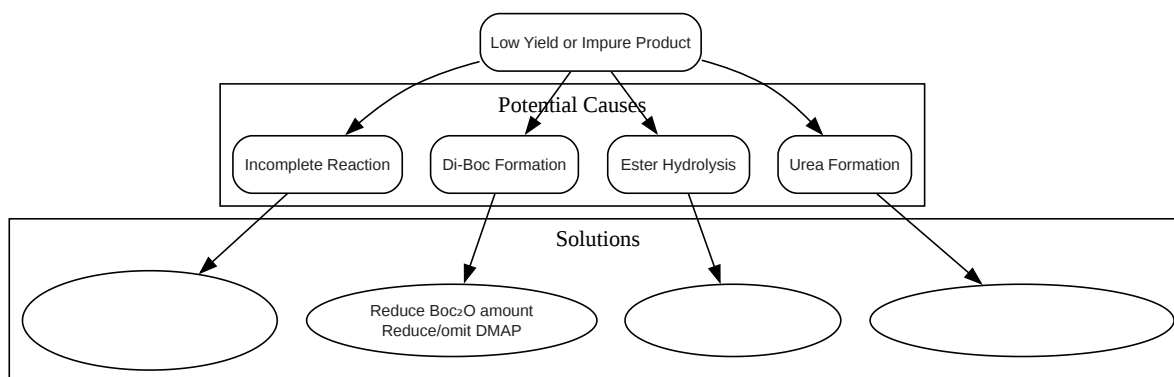 Low Yield or Impure Product
Potential Causes
Incomplete Reaction
Di-Boc Formation
Ester Hydrolysis
Urea Formation
Solutions
Reduce Boc₂O amount
Reduce/omit DMAP